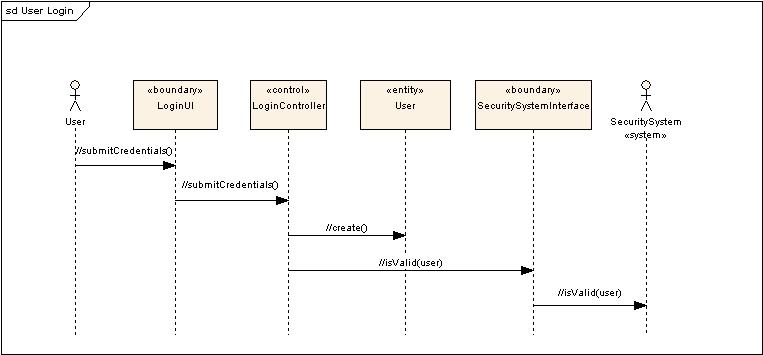 sd User Login
User
«boundary»
LoginUI
«control»
LoginController
«entity»
User
«boundary»
SecuritySystemInterface
SecuritySystem
«system»
//submitCredentials()
//submitCredentials()
//create()
//isValid(user)
//isValid(user)